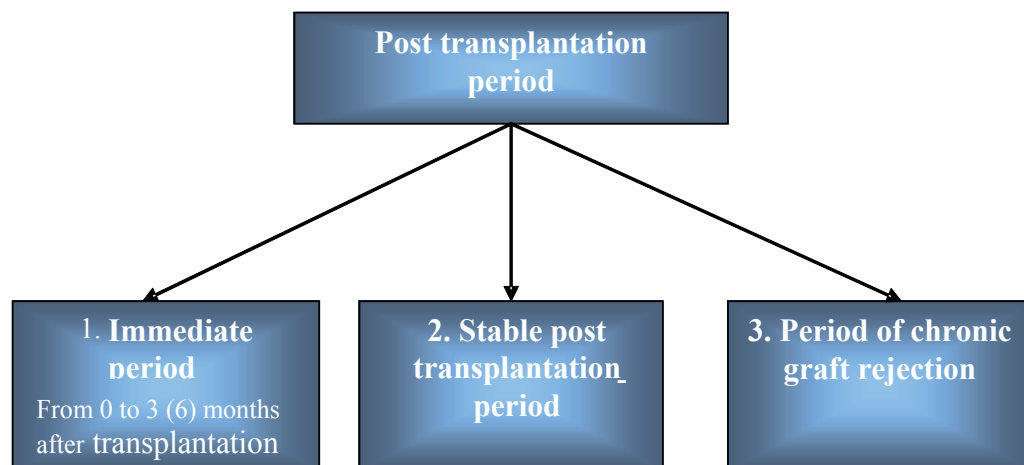 Post transplantation
period
1. Immediate
period
From 0 to 3 (6) months
after transplantation
2. Stable post
transplantation
period
3. Period of chronic
graft rejection